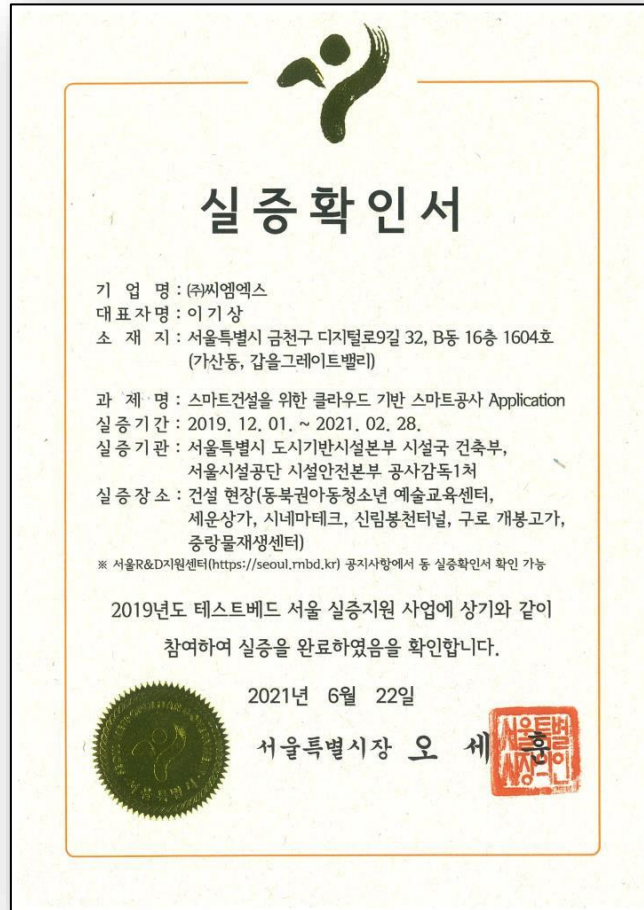 실증확인서
기 업 명 : (주)씨엠엑스
대표자명 : 이기상
소 재 지 : 서울특별시 금천구 디지털로9길 32, B동 16층 1604호
(가산동, 갑을그레이트밸리)
과 제 명 : 스마트건설을 위한 클라우드 기반 스마트공사 Application
실증기간 : 2019. 12. 01. ~ 2021. 02. 28.
실증기관 : 서울특별시 도시기반시설본부 시설국 건축부,
서울시설공단 시설안전본부 공사감독1처
실증장소 : 건설 현장(동북권아동청소년 예술교육센터,
세운상가, 시네마테크, 신림봉천터널, 구로 개봉고가,
중랑물재생센터)
※ 서울R&D지원센터(https://seoul.rnbd.kr) 공지사항에서 동 실증확인서 확인 가능
2019년도 테스트베드 서울 실증지원 사업에 상기와 같이
참여하여 실증을 완료하였음을 확인합니다.
2021년 6월 22일
서울특별시장 오 세 훈
서울특별
시장의인